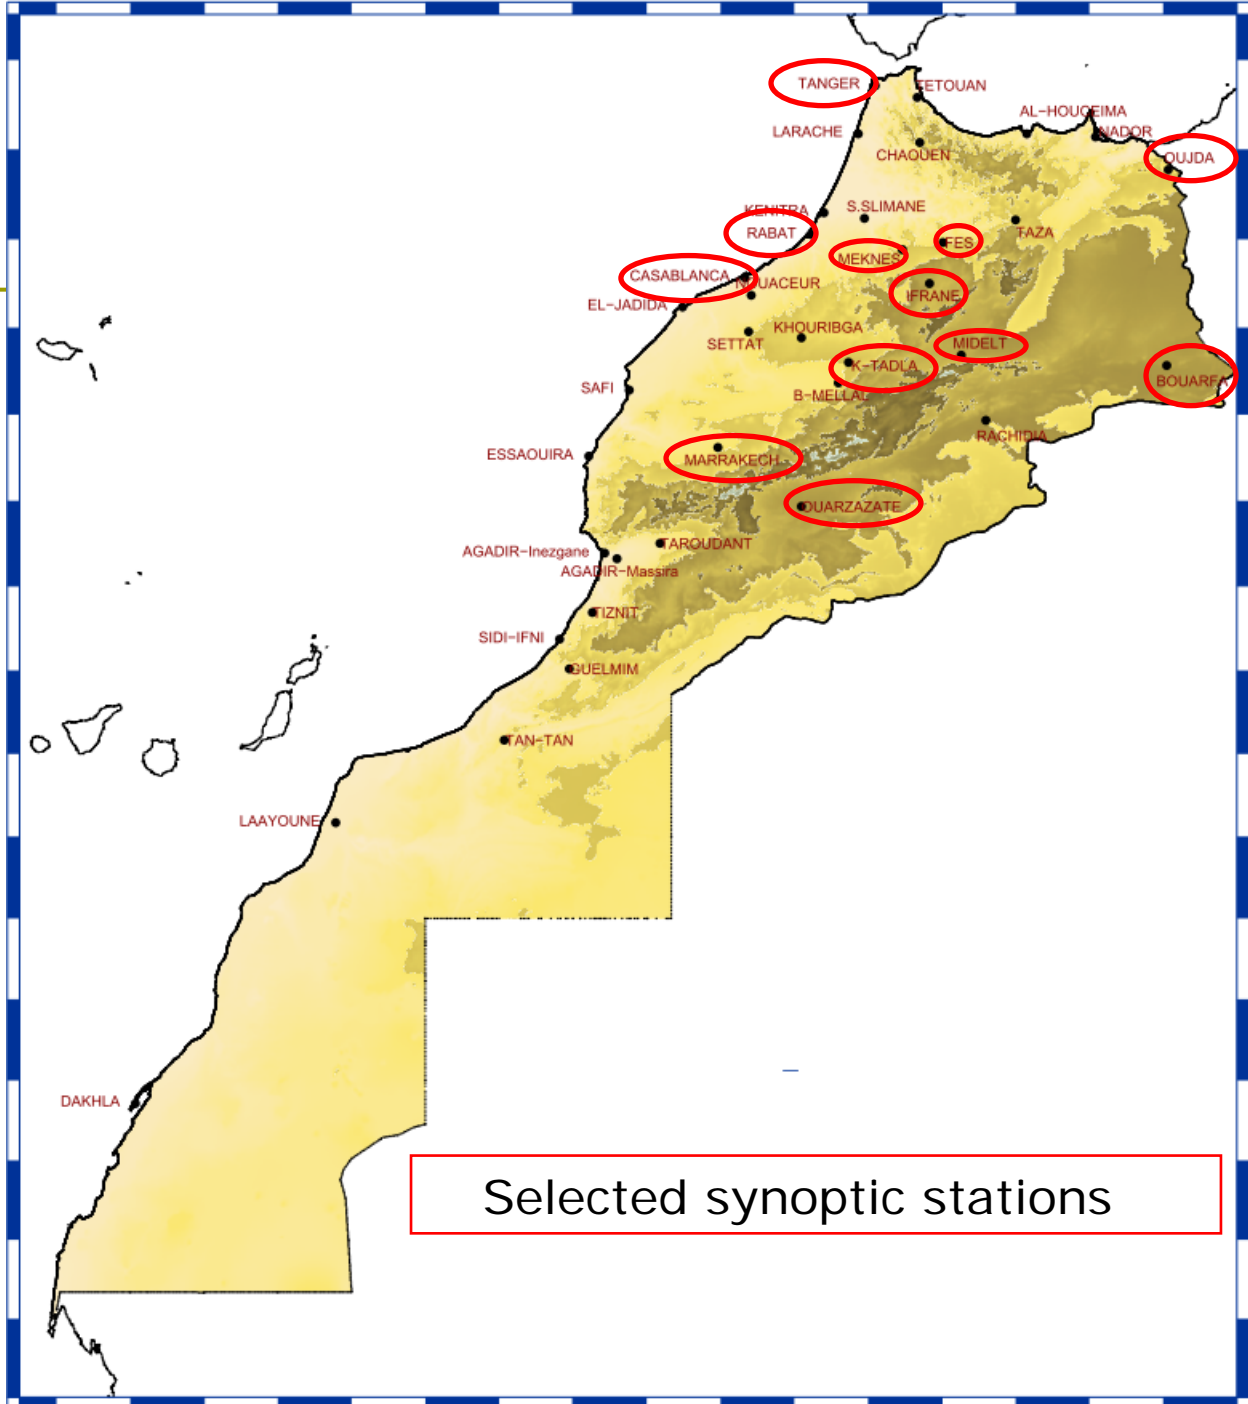 TANGER
TETOUAN
AL-HOUCEIMA
LARACHE
NADOR
CHAOUEN
OUJDA
KENITRA
S.SLIMANE
RABAT
TAZA
FES
MEKNES
CASABLANCA
NOUACEUR
IFRANE
EL-JADIDA
KHOURIBGA
SETTAT
MIDELT
K-TADLA
BOUARFA
SAFI
B-MELLAL
RACHIDIA
ESSAOUIRA
MARRAKECH
OUARZAZATE
TAROUDANT
AGADIR-Inezgane
AGADIR-Massira
TIZNIT
SIDI-IFNI
GUELMIM
TAN-TAN
LAAYOUNE
DAKHLA
Selected synoptic stations